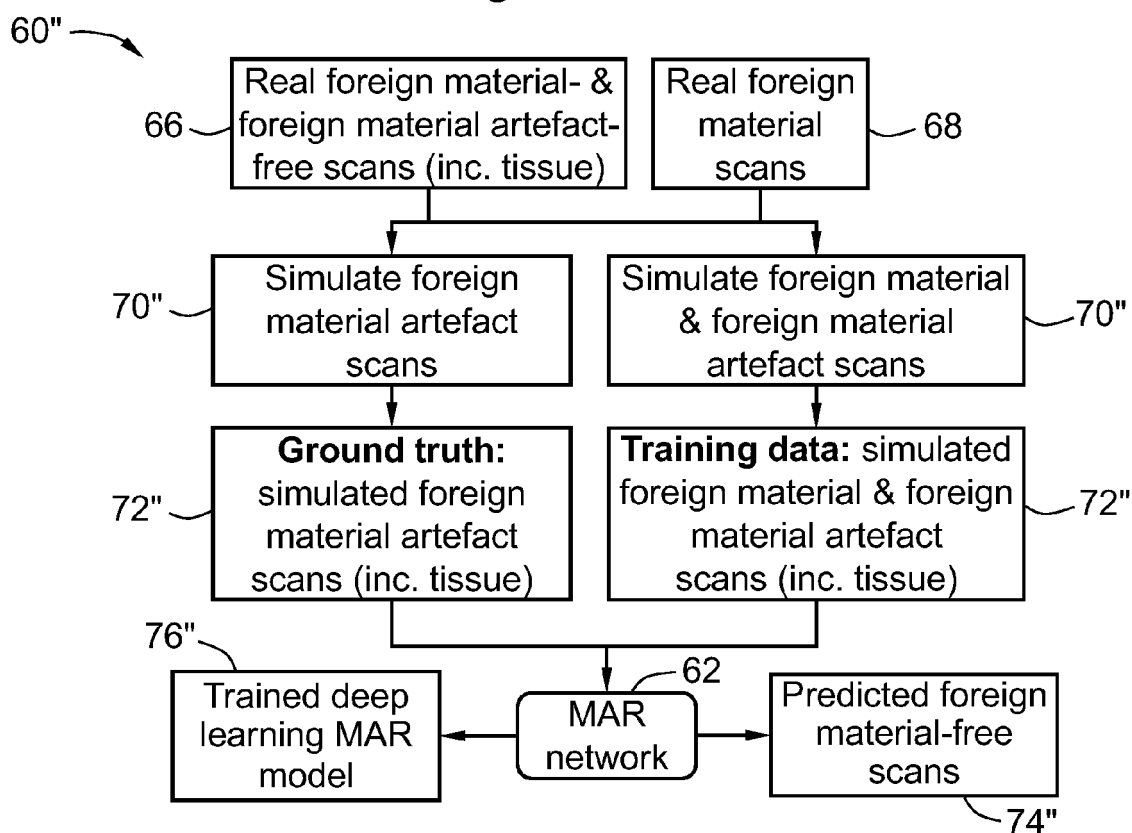 60"
Real foreign material- &
foreign material artefact-
free scans (inc. tissue)
66
Real foreign
material
scans
68
Simulate foreign
material artefact
scans
70"
Simulate foreign material
& foreign material
artefact scans
70"
Ground truth:
simulated foreign
material artefact
scans (inc. tissue)
72"
Training data: simulated
foreign material & foreign
material artefact
scans (inc. tissue)
72"
76"
Trained deep
learning MAR
model
62
MAR
network
Predicted foreign
material-free
scans
74"